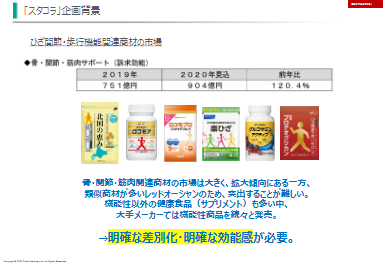 「スタコラ」企画背景
ひざ関節・歩行機能関連商材の市場
◆骨・関節・筋肉サポート（訴求効能）
2019年 2020年見込 前年比
751億円 904億円 120.4%
北国の恵み
ロコモア
ロコモプロ
楽ひざ
グルコサミン
アクティブ
プロテオグリカン
骨・関節・筋肉関連商材の市場は大きく、拡大傾向にある一方、
類似商材が多いレッドオーシャンのため、突出することが難しい。
機能性以外の健康食品（サプリメント）も多い中、
大手メーカーでは機能性商品を続々と発売。
→明確な差別化・明確な効能感が必要。